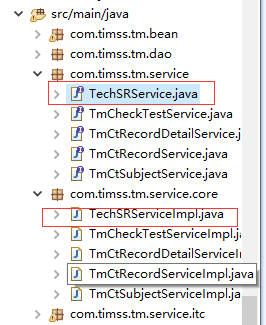 src/main/java
com.timss.tm.bean
com.timss.tm.dao
com.timss.tm.service
TechSRService.java
TmCheckTestService.java
TmCtRecordDetailService.j
TmCtRecordService.java
TmCtSubjectService.java
com.timss.tm.service.core
TechSRServiceImpl.java
TmCheckTestServiceImpl.ja
TmCtRecordDetailServiceIn
TmCtRecordServiceImpl.java
TmCtSubjectServiceImpl.ja
com.timss.tm.service.itc